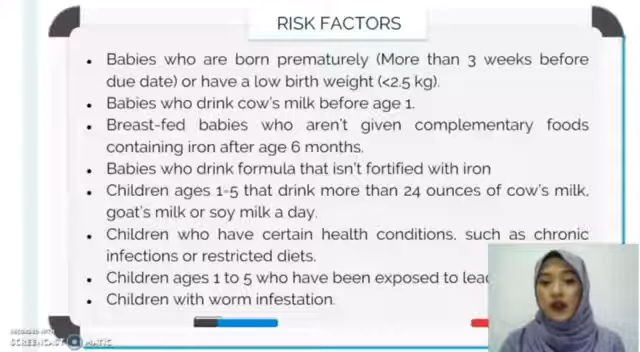 RISK FACTORS
• Babies who are born prematurely (More than 3 weeks before
due date) or have a low birth weight (<2.5 kg).
• Babies who drink cow's milk before age 1.
• Breast-fed babies who aren't given complementary foods
containing iron after age 6 months.
• Babies who drink formula that isn't fortified with iron
• Children ages 1-5 that drink more than 24 ounces of cow's milk,
goat's milk or soy milk a day.
• Children who have certain health conditions, such as chronic
infections or restricted diets.
• Children ages 1 to 5 who have been exposed to lea
• Children with worm infestation.
RECORDED WITH
SCREENCAST MATIC